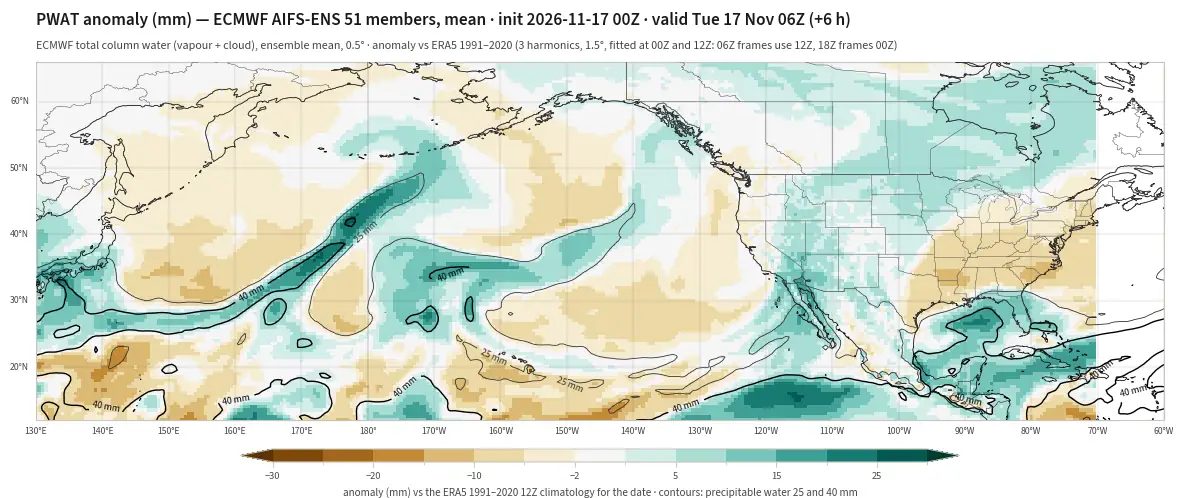 PWAT anomaly (mm) — ECMWF AIFS-ENS 51 members, mean · init 2026-11-17 00Z · valid Tue 17 Nov 06Z (+6 h)
ECMWF total column water (vapour + cloud), ensemble mean, 0.5° · anomaly vs ERA5 1991–2020 (3 harmonics, 1.5°, fitted at 00Z and 12Z: 06Z frames use 12Z, 18Z frames 00Z)
60°N
50°N
40°N
25 mm
40 mm
30°N
40 mm
25 mm
20°N
25 mm
40 mm
40 mm
40 mm
40 mm
40 mm
40 mm
40 mm
130°E 140°E 150°E 160°E 170°E 180° 170°W 160°W 150°W 140°W 130°W 120°W 110°W 100°W 90°W 80°W 70°W 60°W
−30 −20 −10 −2 5 15 25
anomaly (mm) vs the ERA5 1991–2020 12Z climatology for the date · contours: precipitable water 25 and 40 mm